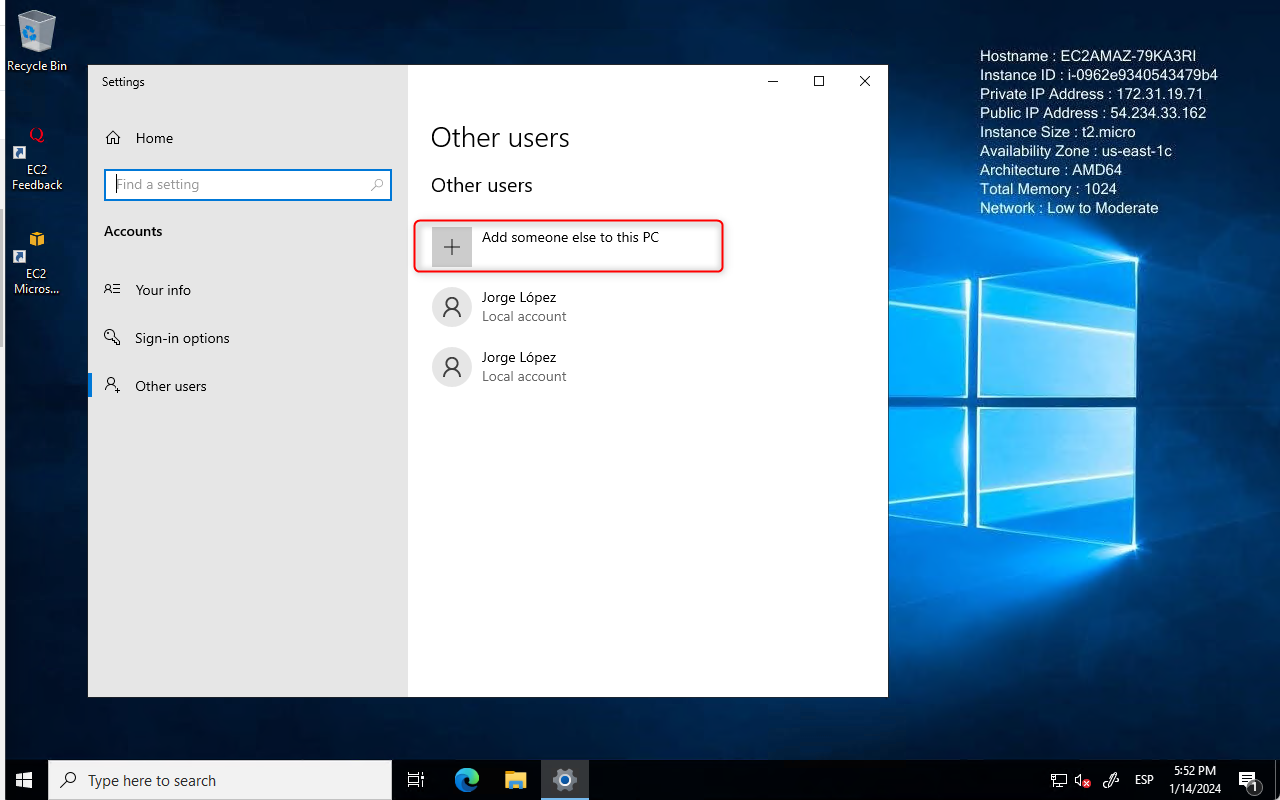 Recycle Bin
EC2
Feedback
EC2
Micros...
Settings
Home
Find a setting
Accounts
Your info
Sign-in options
Other users
Other users
Other users
Add someone else to this PC
Jorge López
Local account
Jorge López
Local account
Hostname : EC2AMAZ-79KA3RI
Instance ID : i-0962e9340543479b4
Private IP Address : 172.31.19.71
Public IP Address : 54.234.33.162
Instance Size : t2.micro
Availability Zone : us-east-1c
Architecture : AMD64
Total Memory : 1024
Network : Low to Moderate
Type here to search
ESP
5:52 PM
1/14/2024
1